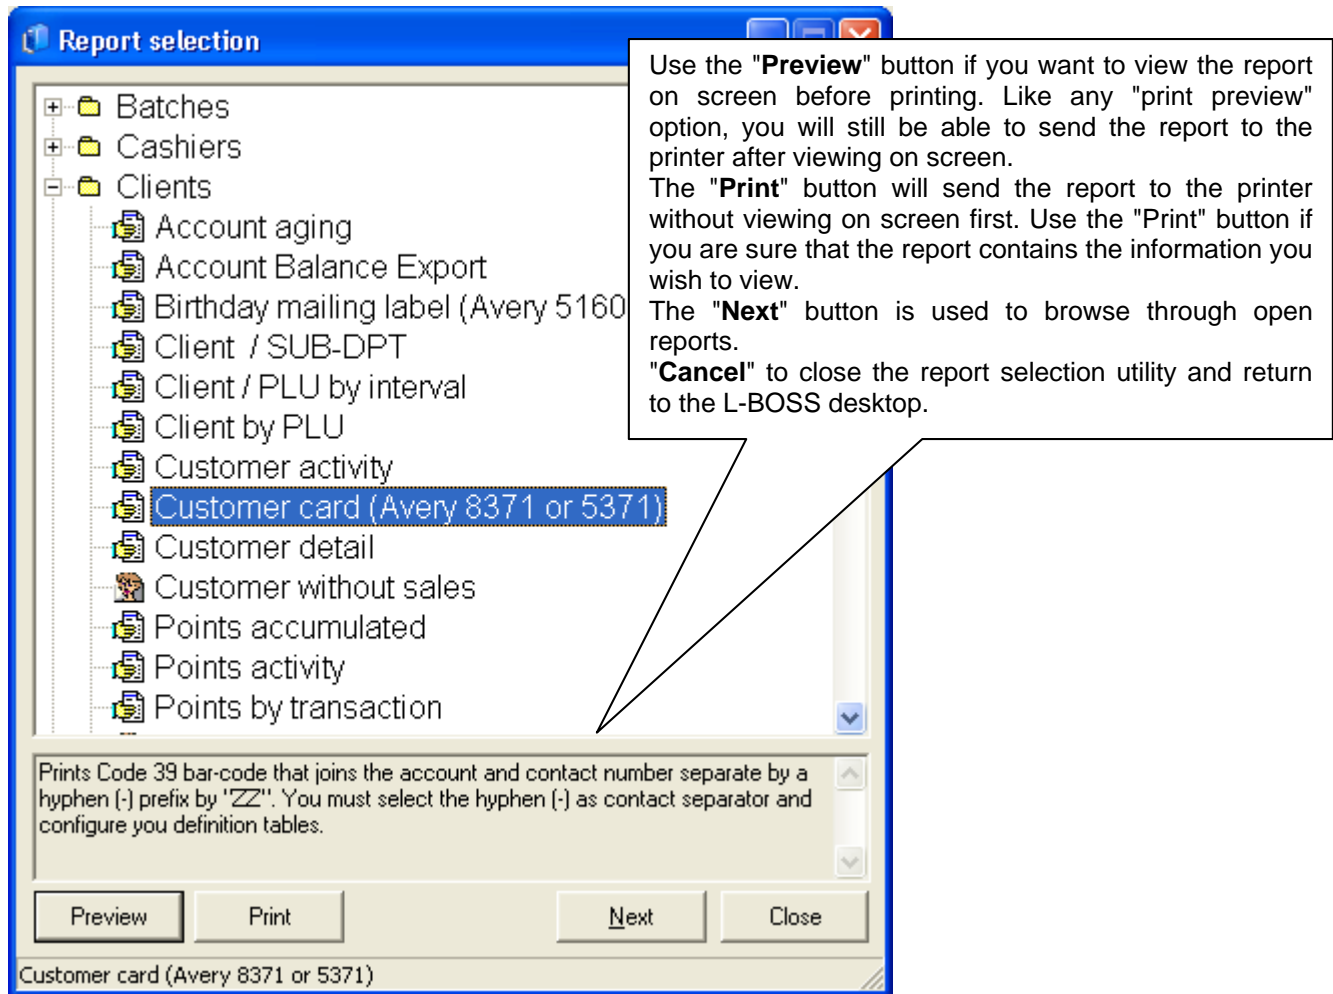 Report selection
Use the "Preview" button if you want to view the report
on screen before printing. Like any "print preview"
option, you will still be able to send the report to the
printer after viewing on screen.
The "Print" button will send the report to the printer
without viewing on screen first. Use the "Print" button if
you are sure that the report contains the information you
wish to view.
The "Next" button is used to browse through open
reports.
"Cancel" to close the report selection utility and return
to the L-BOSS desktop.
Batches
Cashiers
Clients
Account aging
Account Balance Export
Birthday mailing label (Avery 5160
Client / SUB-DPT
Client / PLU by interval
Client by PLU
Customer activity
Customer card (Avery 8371 or 5371)
Customer detail
Customer without sales
Points accumulated
Points activity
Points by transaction
Prints Code 39 bar-code that joins the account and contact number separate by a
hyphen (-) prefix by "ZZ". You must select the hyphen (-) as contact separator and
configure you definition tables.
Preview
Print
Next
Close
Customer card (Avery 8371 or 5371)